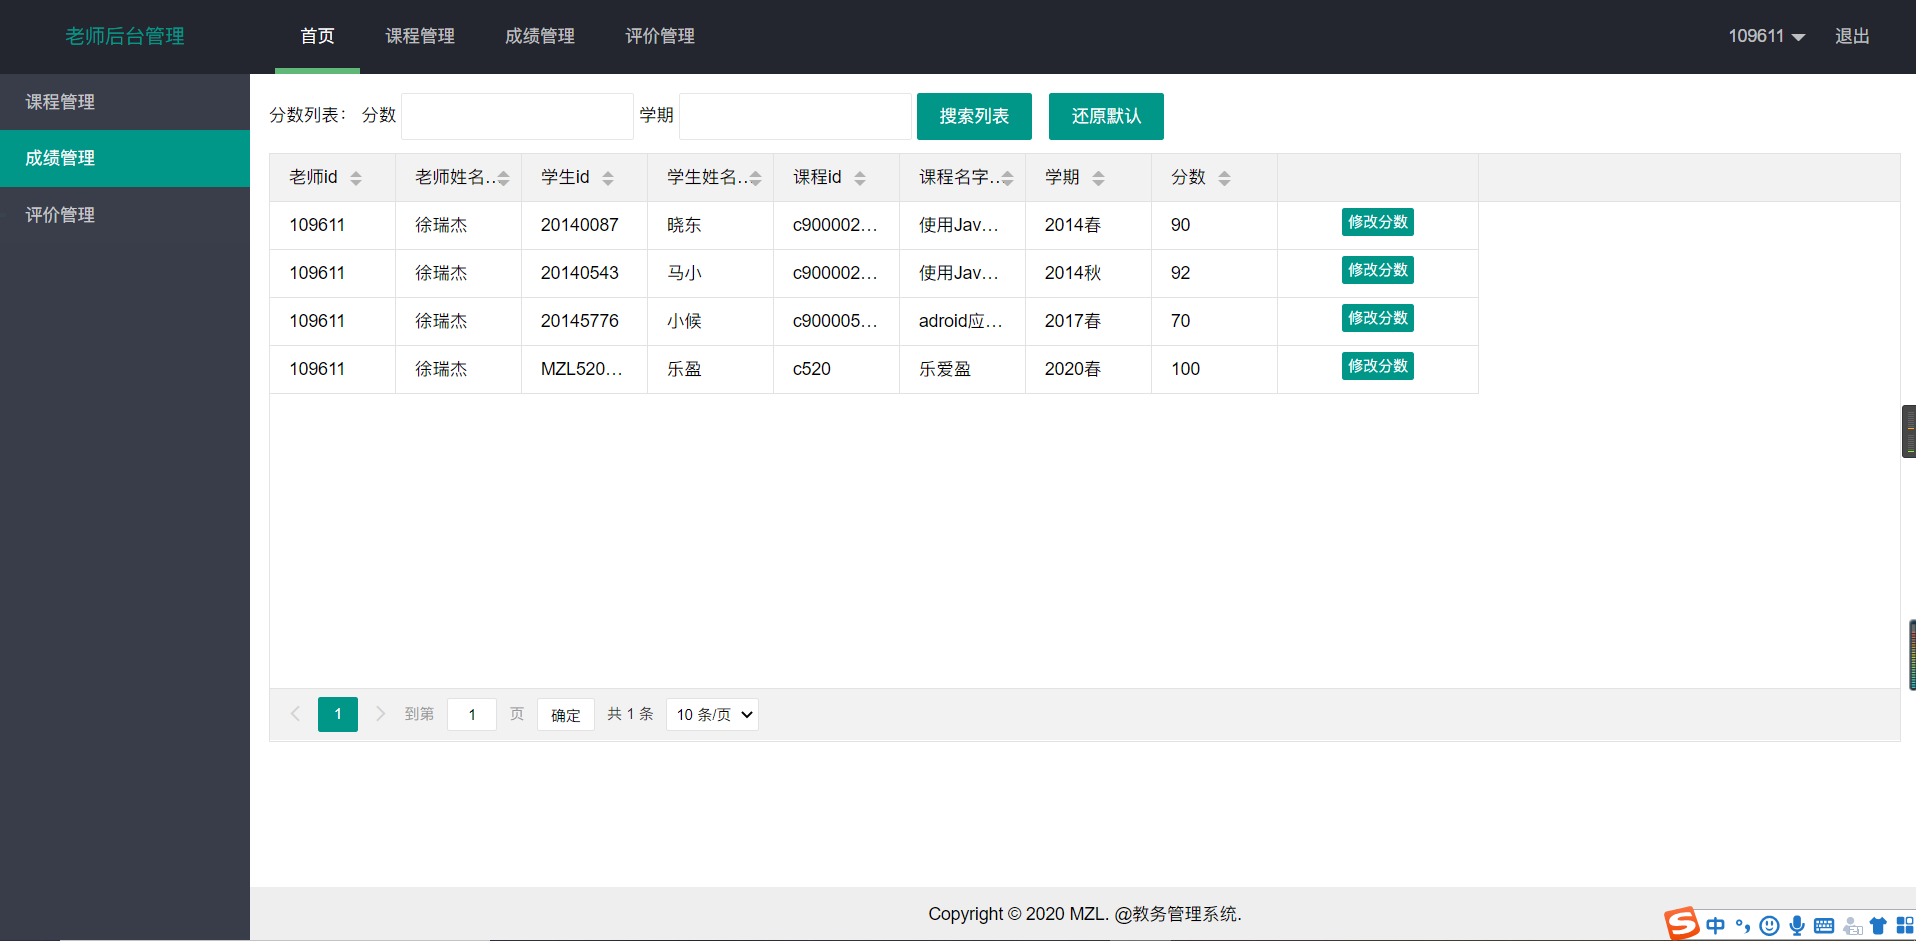 老师后台管理 首页 课程管理 成绩管理 评价管理 109611 退出
课程管理
成绩管理
评价管理
分数列表： 分数 学期 搜索列表 还原默认
老师id 老师姓名... 学生id 学生姓名... 课程id 课程名字... 学期 分数
109611 徐瑞杰 20140087 晓东 c900002... 使用Jav... 2014春 90 修改分数
109611 徐瑞杰 20140543 马小 c900002... 使用Jav... 2014秋 92 修改分数
109611 徐瑞杰 20145776 小候 c900005... adroid应... 2017春 70 修改分数
109611 徐瑞杰 MZL520... 乐盈 c520 乐爱盈 2020春 100 修改分数
1 到第 1 页 确定 共 1 条 10 条/页
Copyright © 2020 MZL. @教务管理系统.
S 中